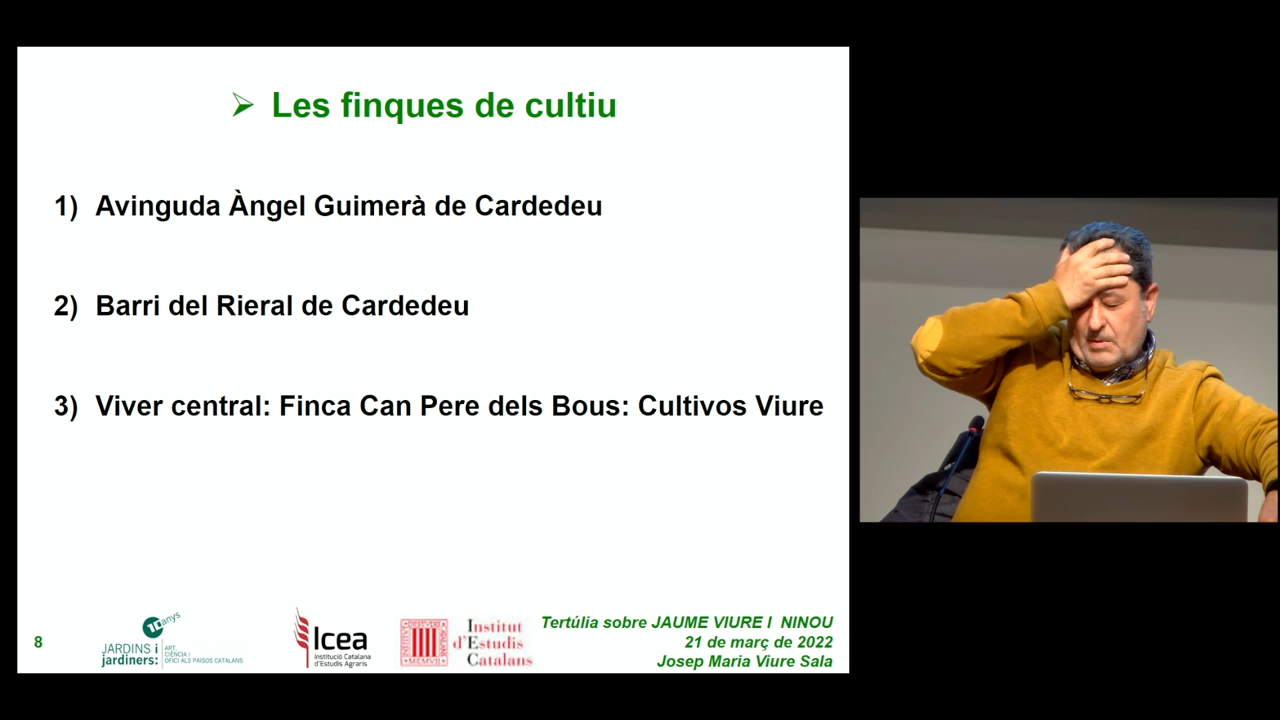 Les finques de cultiu
1) Avinguda Àngel Guimerà de Cardedeu
2) Barri del Rieral de Cardedeu
3) Viver central: Finca Can Pere dels Bous: Cultivos Viure
8
10anys
JARDINS i
jardiners:
ART,
CIÈNCIA i
OFICI ALS PAÏSOS CATALANS
Icea
Institució Catalana
d'Estudis Agraris
Institut
d'Estudis
Catalans
Tertúlia sobre JAUME VIURE I NINOU
21 de març de 2022
Josep Maria Viure Sala